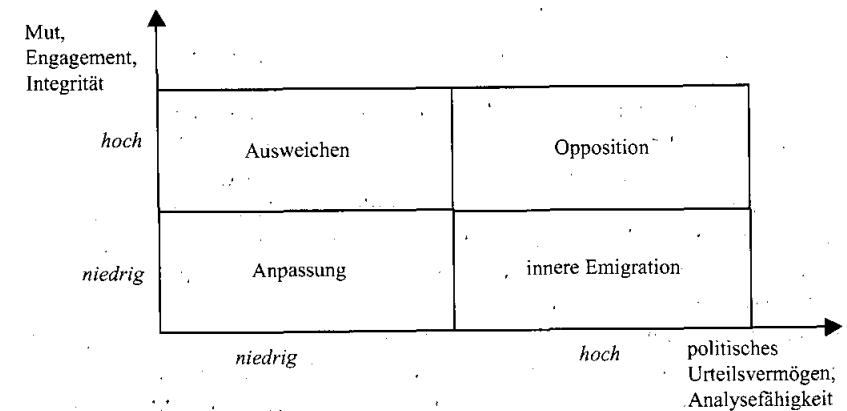 Mut,
Engagement,
Integrität
hoch
Ausweichen
Opposition
niedrig
Anpassung
innere Emigration
niedrig
hoch
politisches
Urteilsvermögen,
Analysefähigkeit